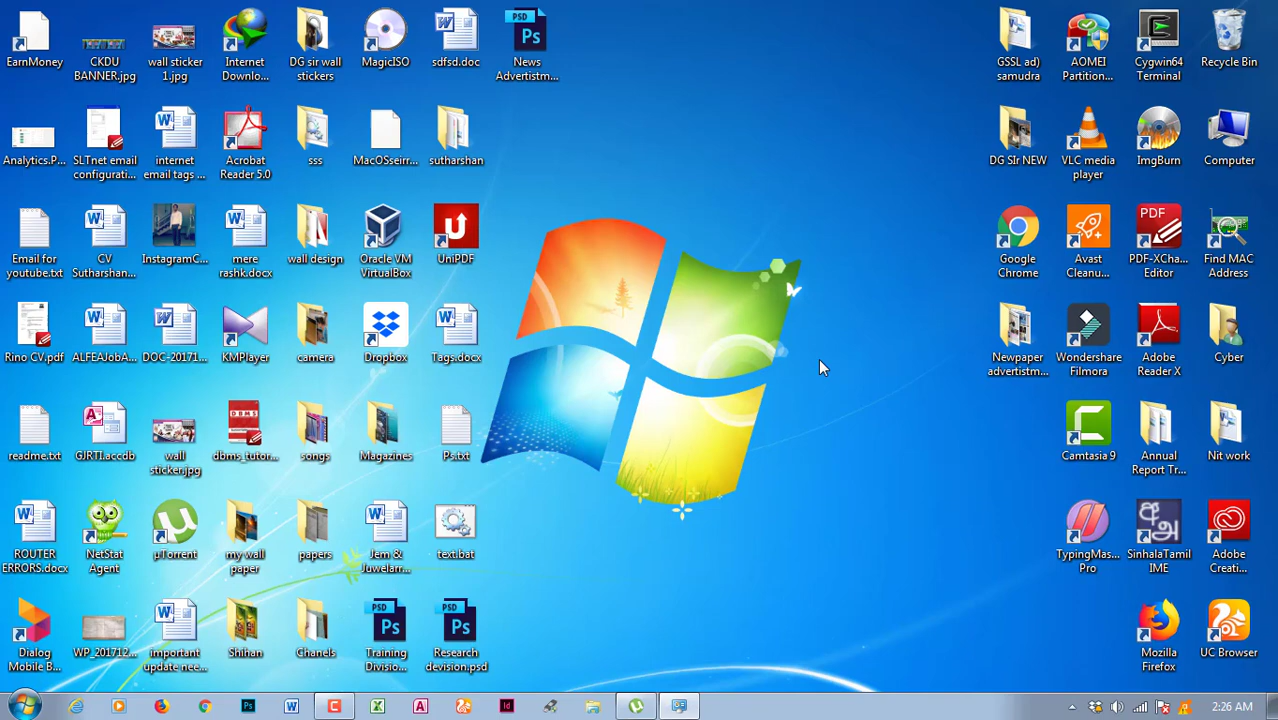 EarnMoney
CKDU
BANNER.jpg
wall sticker
1.jpg
Internet
Downlo...
DG sir wall
stickers
MagicISO
sdfsd.doc
PSD
Ps
News
Advertistm...
GSSL ad)
samudra
AOMEI
Partition...
Cygwin64
Terminal
Recycle Bin
Analytics.P...
SLTnet email
configurati...
internet
email tags ...
Acrobat
Reader 5.0
sss
MacOSseirr...
sutharshan
DG SIr NEW
VLC media
player
ImgBurn
Computer
Email for
youtube.txt
CV
Sutharshan...
InstagramC...
mere
rashk.docx
wall design
Oracle VM
VirtualBox
UniPDF
Google
Chrome
Avast
Cleanu...
PDF
PDF-XCha...
Editor
Find MAC
Address
Rino CV.pdf
ALFEAJobA...
DOC-20171...
KMPlayer
camera
Dropbox
Tags.docx
Newpaper
advertistm...
Wondershare
Filmora
Adobe
Reader X
Cyber
readme.txt
GJRTI.accdb
wall
sticker.jpg
DBMS
dbms_tutor...
songs
Magazines
Ps.txt
Camtasia 9
Annual
Report Tr...
Nit work
ROUTER
ERRORS.docx
NetStat
Agent
µTorrent
my wall
paper
papers
Jem &
Juwelarr...
text.bat
TypingMas...
Pro
அ
SinhalaTamil
IME
Adobe
Creati...
Dialog
Mobile B...
WP_201712...
important
update nee...
Shihan
Chanels
PSD
Ps
Training
Divisio...
PSD
Ps
Research
devision.psd
Mozilla
Firefox
UC Browser
2:26 AM